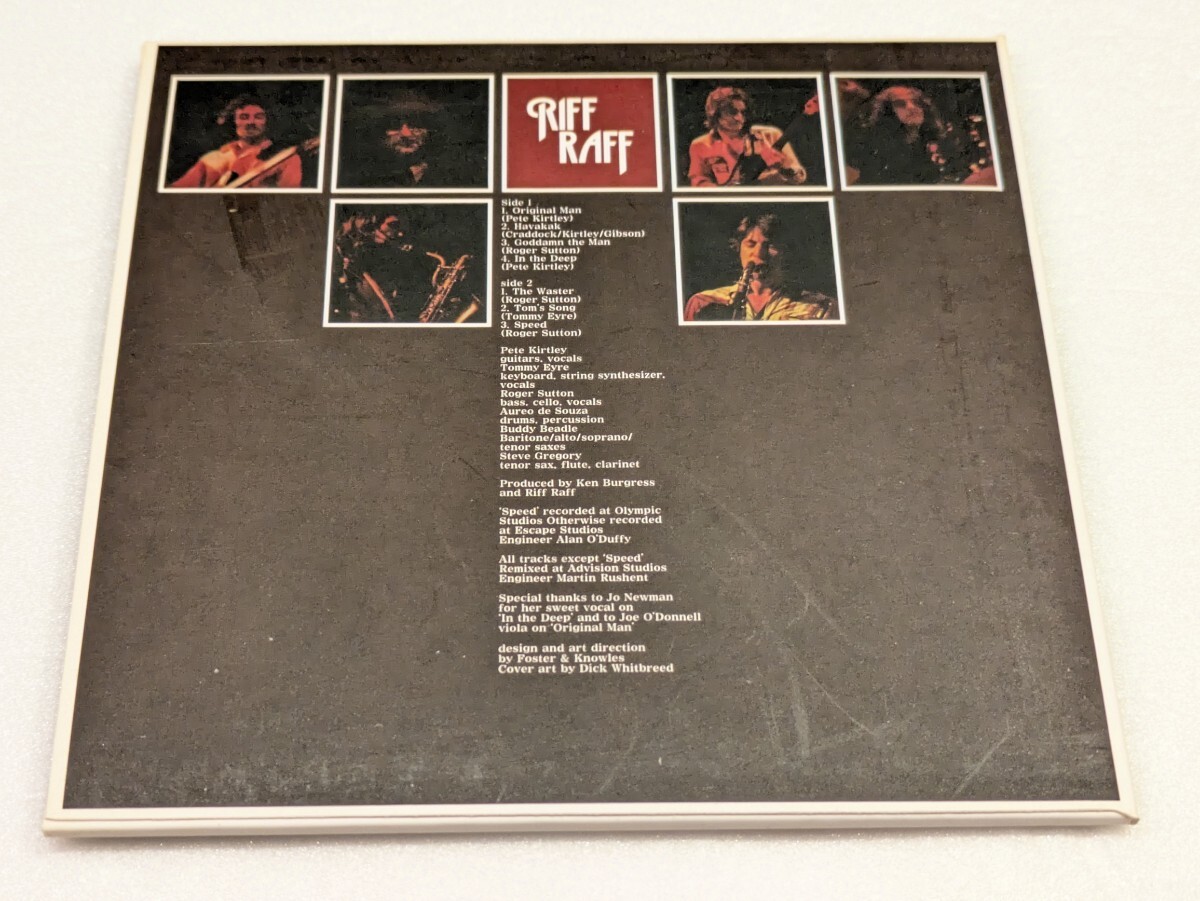 RIFF
RAFF
Side 1
1. Original Man
(Pete Kirtley)
2. Havakak
(Craddock/Kirtley/Gibson)
3. Goddamn the Man
(Roger Sutton)
4. In the Deep
(Pete Kirtley)
side 2
1. The Waster
(Roger Sutton)
2. Tom's Song
(Tommy Eyre)
3. Speed
(Roger Sutton)
Pete Kirtley
guitars, vocals
Tommy Eyre
keyboard, string synthesizer,
vocals
Roger Sutton
bass, cello, vocals
Aureo de Souza
drums, percussion
Buddy Beadle
Baritone/alto/soprano/
tenor saxes
Steve Gregory
tenor sax, flute, clarinet
Produced by Ken Burgress
and Riff Raff
'Speed' recorded at Olympic
Studios Otherwise recorded
at Escape Studios
Engineer Alan O'Duffy
All tracks except 'Speed'
Remixed at Advision Studios
Engineer Martin Rushent
Special thanks to Jo Newman
for her sweet vocal on
'In the Deep' and to Joe O'Donnell
viola on 'Original Man'
design and art direction
by Foster & Knowles
Cover art by Dick Whitbreed